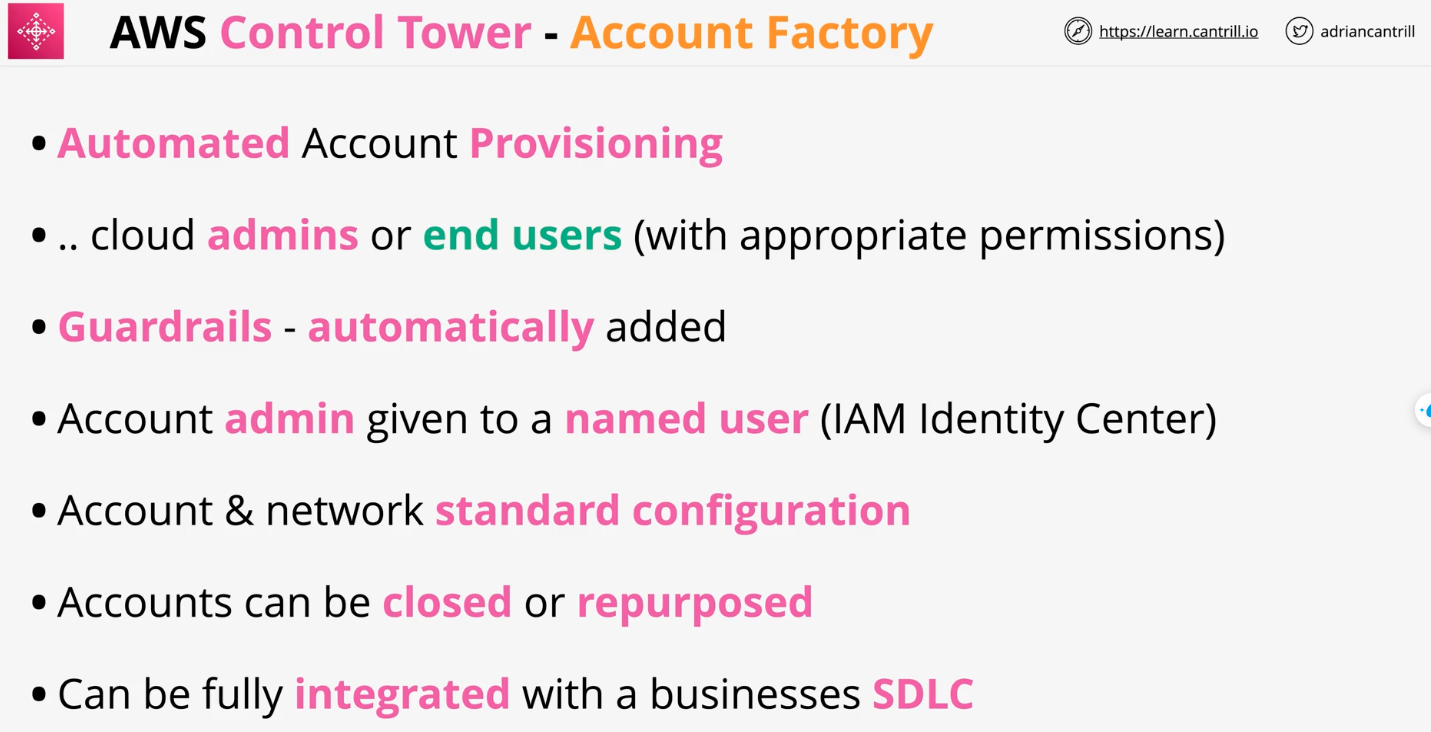 AWS Control Tower - Account Factory
https://learn.cantrill.io
adriancantrill
• Automated Account Provisioning
• .. cloud admins or end users (with appropriate permissions)
• Guardrails - automatically added
• Account admin given to a named user (IAM Identity Center)
• Account & network standard configuration
• Accounts can be closed or repurposed
• Can be fully integrated with a businesses SDLC